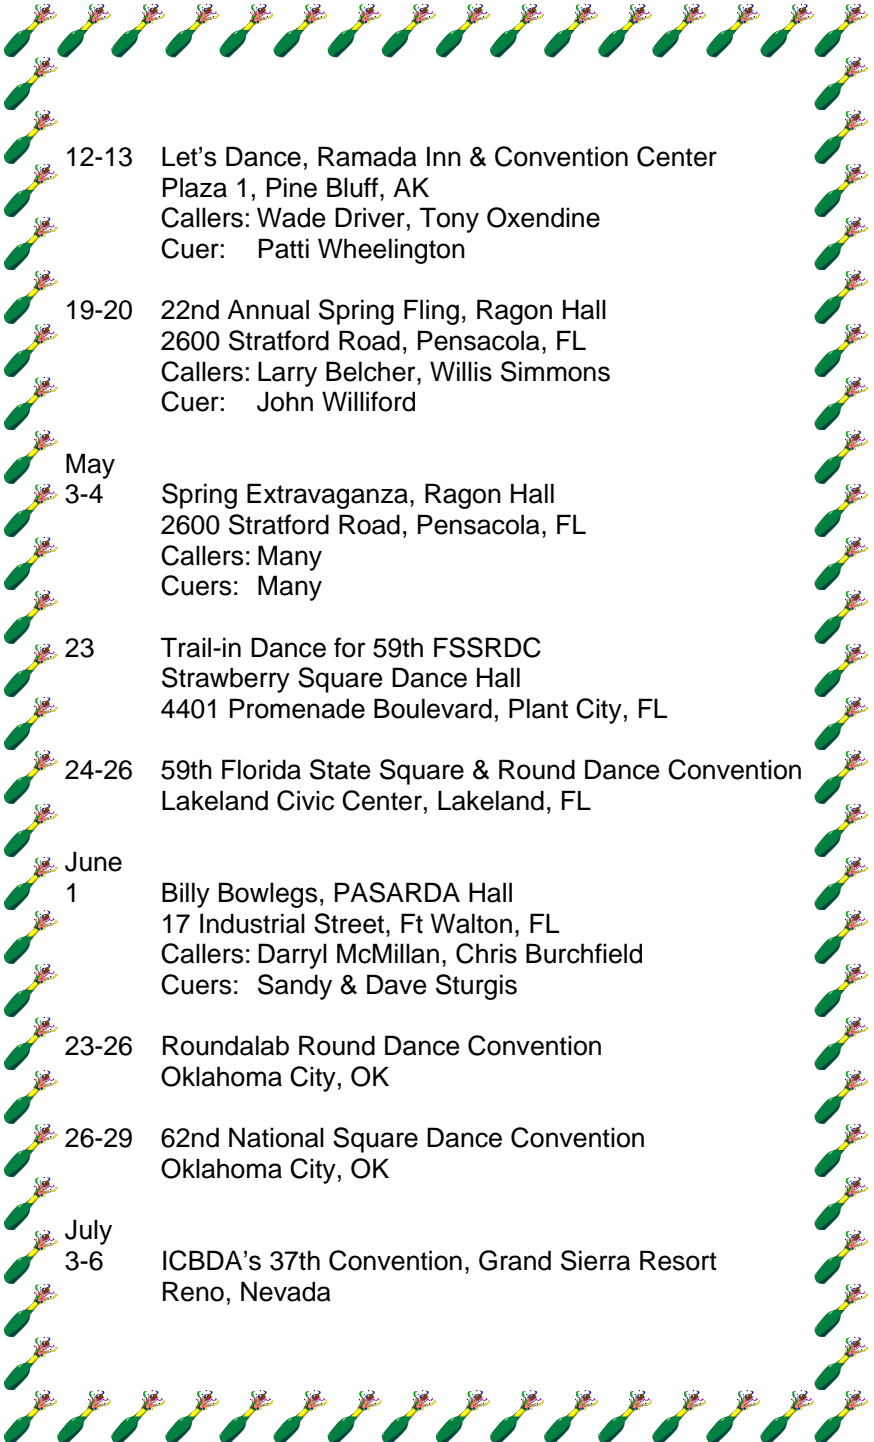 12-13 Let's Dance, Ramada Inn & Convention Center
Plaza 1, Pine Bluff, AK
Callers: Wade Driver, Tony Oxendine
Cuer: Patti Wheelington
19-20 22nd Annual Spring Fling, Ragon Hall
2600 Stratford Road, Pensacola, FL
Callers: Larry Belcher, Willis Simmons
Cuer: John Williford
May
3-4 Spring Extravaganza, Ragon Hall
2600 Stratford Road, Pensacola, FL
Callers: Many
Cuers: Many
23 Trail-in Dance for 59th FSSRDC
Strawberry Square Dance Hall
4401 Promenade Boulevard, Plant City, FL
24-26 59th Florida State Square & Round Dance Convention
Lakeland Civic Center, Lakeland, FL
June
1 Billy Bowlegs, PASARDA Hall
17 Industrial Street, Ft Walton, FL
Callers: Darryl McMillan, Chris Burchfield
Cuers: Sandy & Dave Sturgis
23-26 Roundalab Round Dance Convention
Oklahoma City, OK
26-29 62nd National Square Dance Convention
Oklahoma City, OK
July
3-6 ICBDA's 37th Convention, Grand Sierra Resort
Reno, Nevada